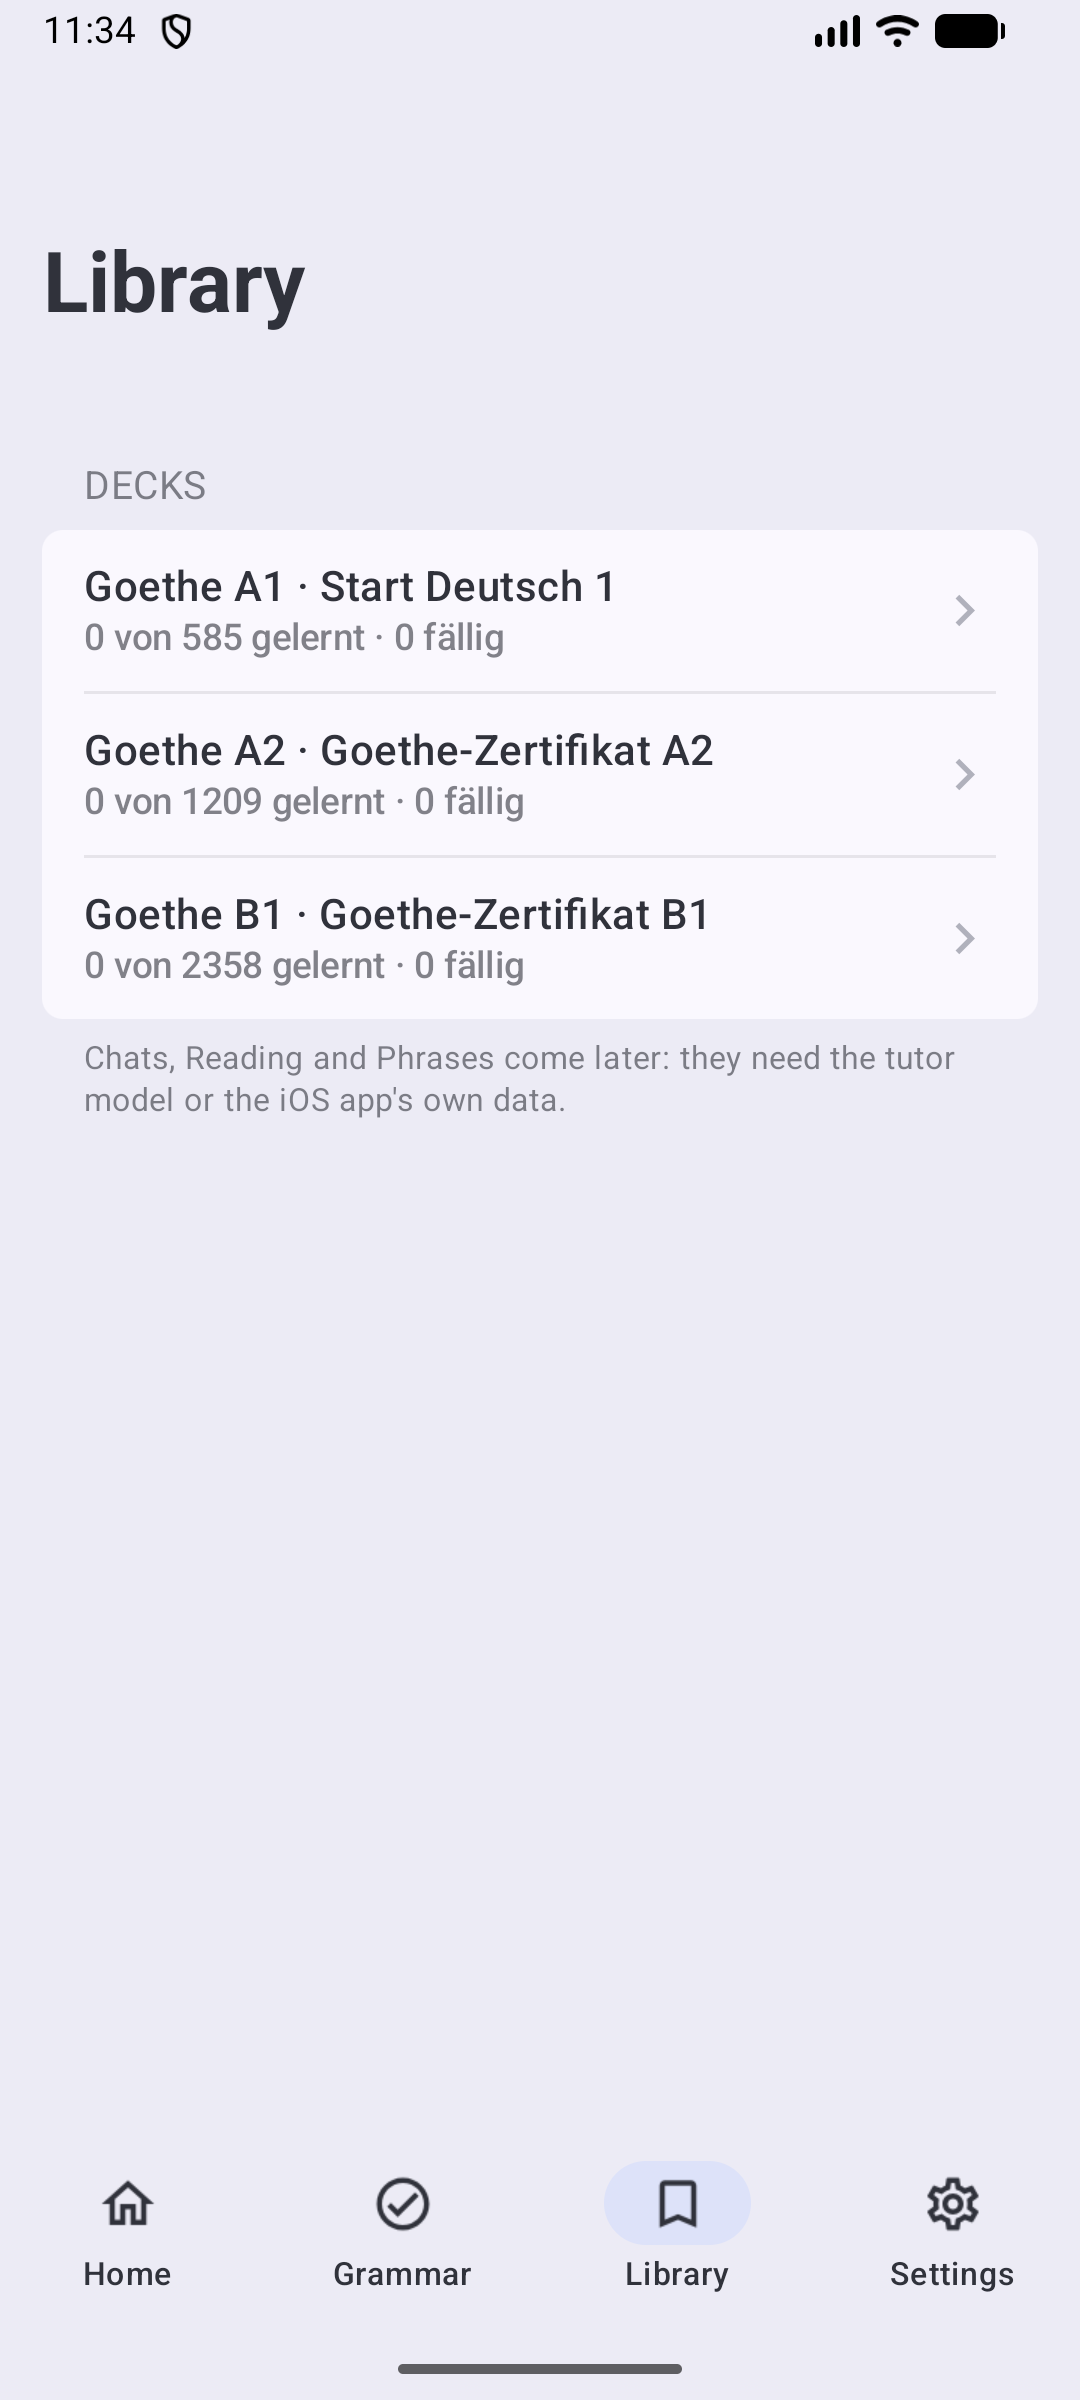 11:34
Library
DECKS
Goethe A1 · Start Deutsch 1
0 von 585 gelernt · 0 fällig
Goethe A2 · Goethe-Zertifikat A2
0 von 1209 gelernt · 0 fällig
Goethe B1 · Goethe-Zertifikat B1
0 von 2358 gelernt · 0 fällig
Chats, Reading and Phrases come later: they need the tutor
model or the iOS app's own data.
Home
Grammar
Library
Settings